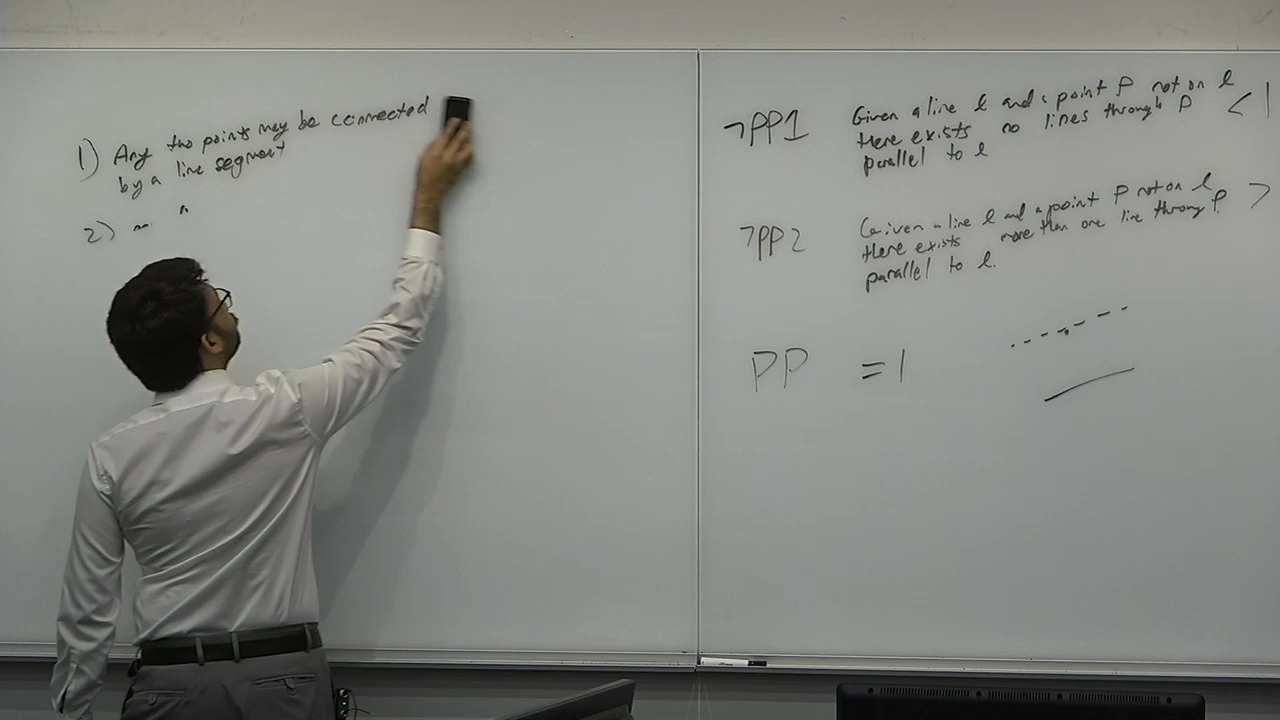 1) Any two points may be connected
by a line segment
2) " "
¬PP1 Given a line l and a point P not on l
there exists no lines through P < 1
parallel to l
¬PP2 Given a line l and a point P not on l
there exists more than one line through P. >
parallel to l.
PP = 1